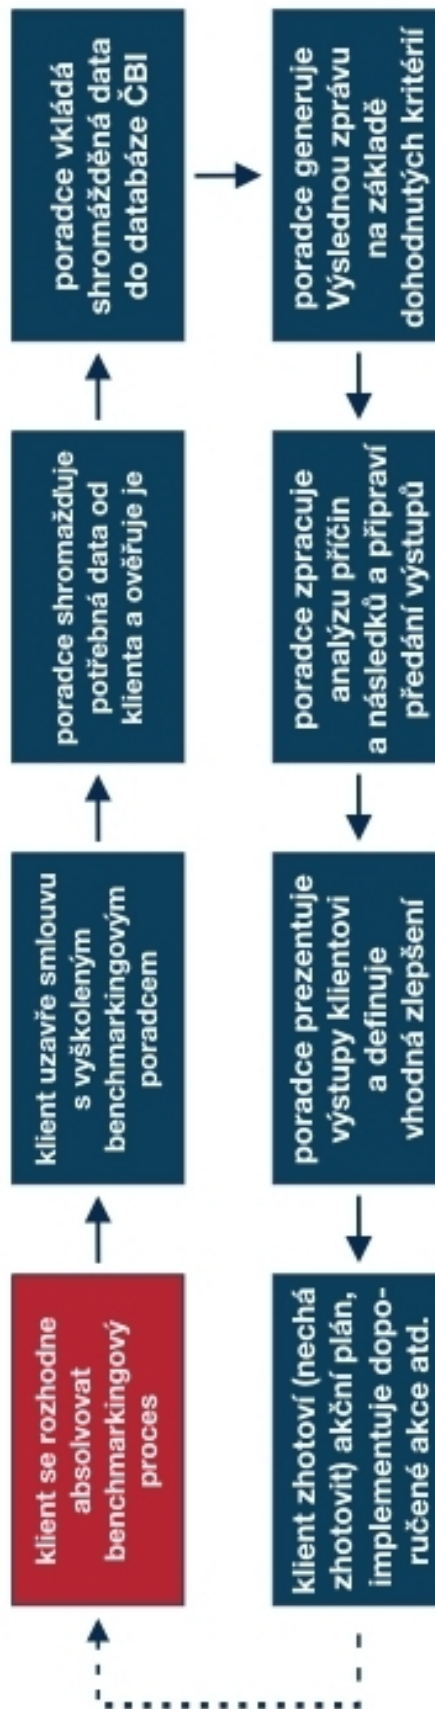 klient se rozhodne
absolvovat
benchmarkingový
proces
klient uzavře smlouvu
s vyškoleným
benchmarkingovým
poradcem
poradce shromažďuje
potřebná data od
klienta a ověřuje je
poradce vkládá
shromážděná data
do databáze ČBI
poradce generuje
Výslednou zprávu
na základě
dohodnutých kritérií
poradce zpracuje
analýzu příčin
a následků a připraví
předání výstupů
poradce prezentuje
výstupy klientovi
a definuje
vhodná zlepšení
klient zhotoví (nechá
zhotovit) akční plán,
implementuje dopo-
ručené akce atd.